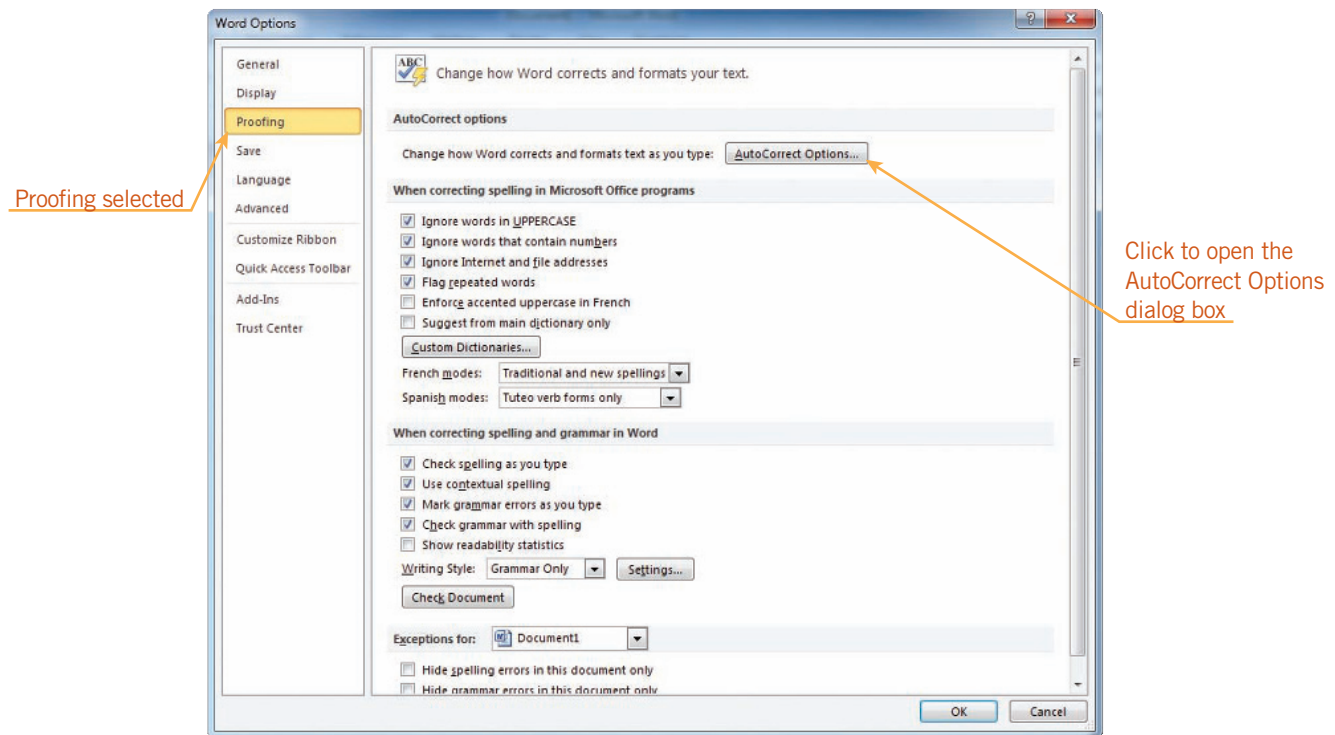 Word Options
General
Display
Proofing
Save
Language
Advanced
Customize Ribbon
Quick Access Toolbar
Add-Ins
Trust Center
ABC
Change how Word corrects and formats your text.
AutoCorrect options
Change how Word corrects and formats text as you type: AutoCorrect Options...
When correcting spelling in Microsoft Office programs
Ignore words in UPPERCASE
Ignore words that contain numbers
Ignore Internet and file addresses
Flag repeated words
Enforce accented uppercase in French
Suggest from main dictionary only
Custom Dictionaries...
French modes: Traditional and new spellings
Spanish modes: Tuteo verb forms only
When correcting spelling and grammar in Word
Check spelling as you type
Use contextual spelling
Mark grammar errors as you type
Check grammar with spelling
Show readability statistics
Writing Style: Grammar Only Settings...
Check Document
Exceptions for: Document1
Hide spelling errors in this document only
Hide grammar errors in this document only
OK Cancel
Proofing selected
Click to open the
AutoCorrect Options
dialog box